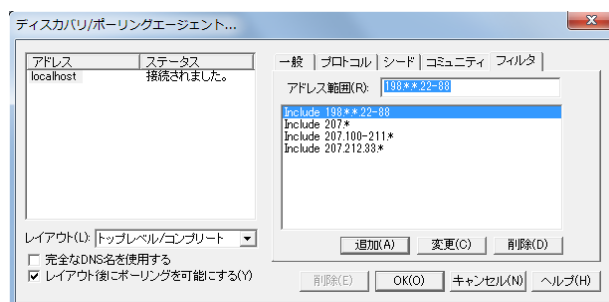 ディスカバリ/ポーリングエージェント...
アドレス ステータス
localhost 接続されました。
一般 プロトコル シード コミュニティ フィルタ
アドレス範囲(R): 198.*.*.22-88
Include 198.*.*.22-88
Include 207.*
Include 207.100-211.*
Include 207.212.33.*
追加(A) 変更(C) 削除(D)
レイアウト(L): トップレベル/コンプリート
完全なDNS名を使用する
レイアウト後にポーリングを可能にする(Y)
削除(E) OK(O) キャンセル(N) ヘルプ(H)